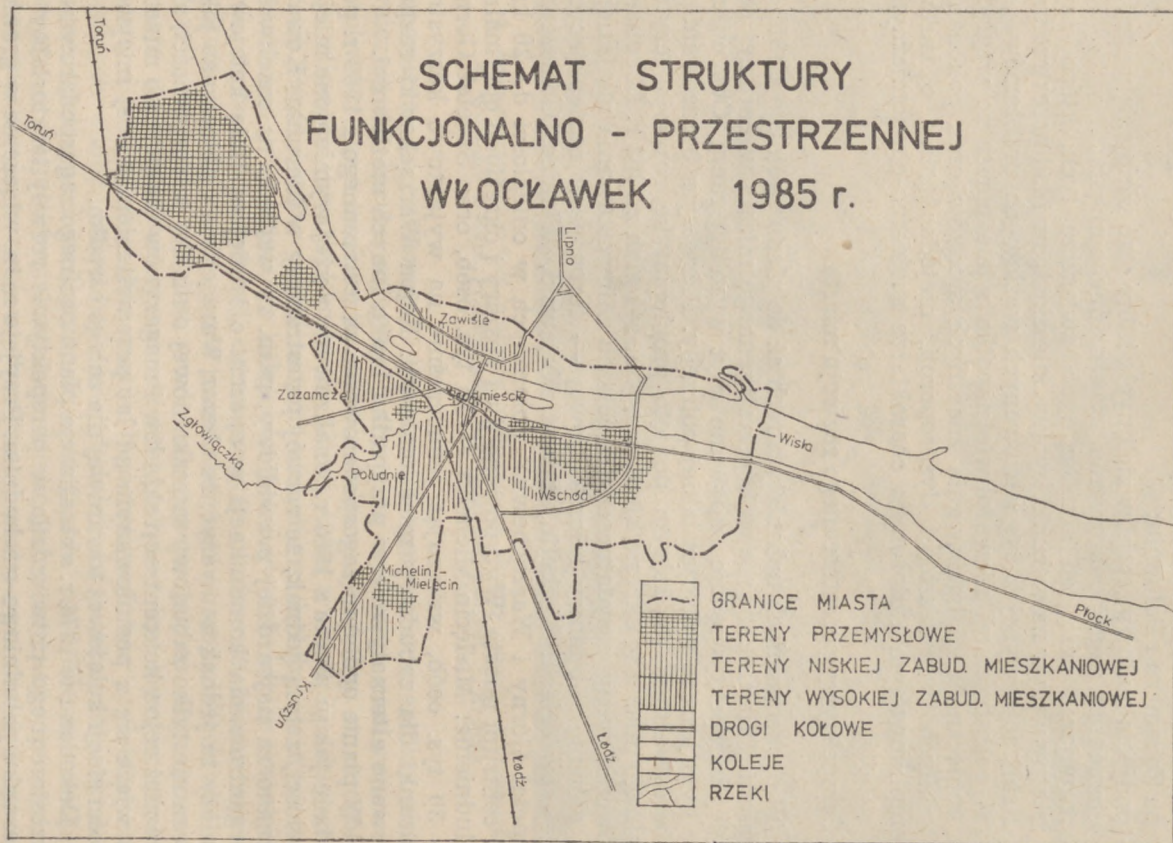 SCHEMAT STRUKTURY
FUNKCJONALNO - PRZESTRZENNEJ
WŁOCŁAWEK 1985 r.
Toruń
Toruń
Lipno
Zawiśle
Zazamcze
Śródmieście
Zgłowiączka
Wisła
Południe
Wschód
Michelin -
Mielęcin
Płock
Kruszyn
Łódź
Łódź
GRANICE MIASTA
TERENY PRZEMYSŁOWE
TERENY NISKIEJ ZABUD. MIESZKANIOWEJ
TERENY WYSOKIEJ ZABUD. MIESZKANIOWEJ
DROGI KOŁOWE
KOLEJE
RZEKI